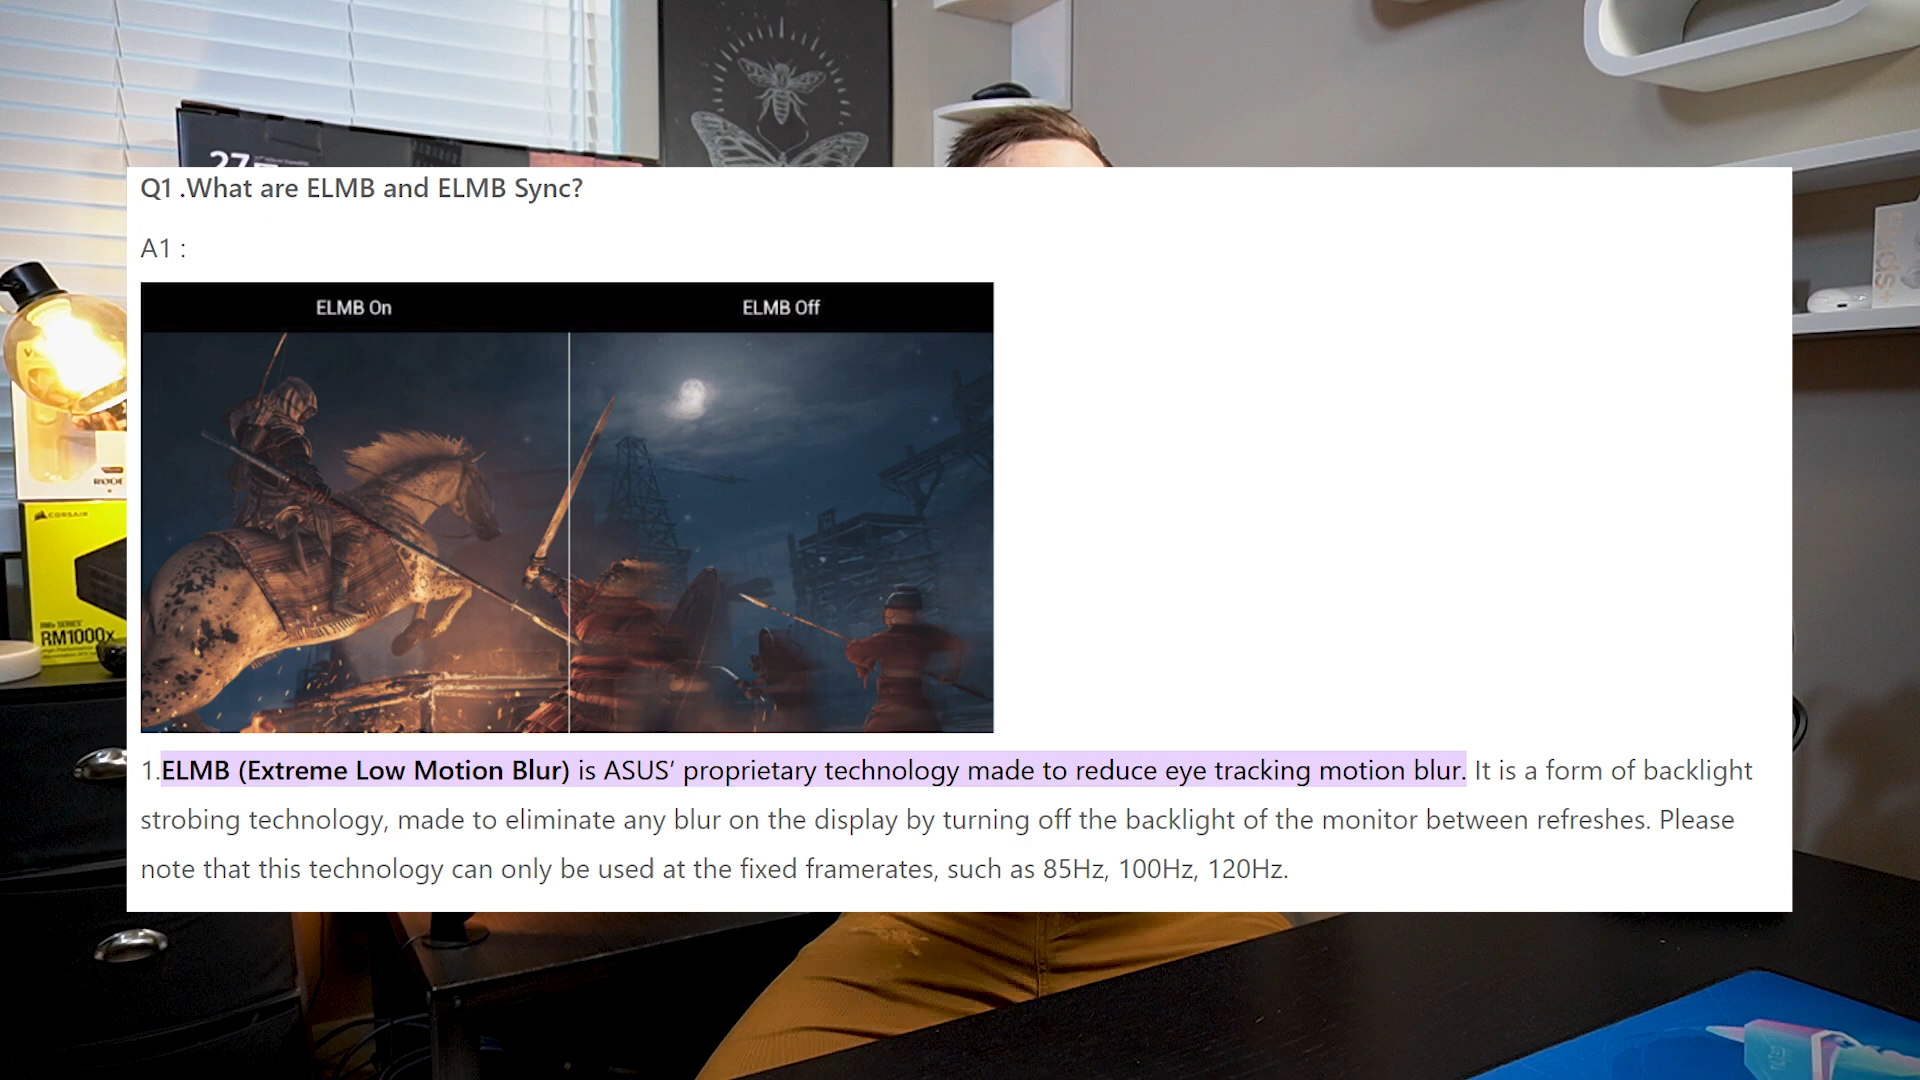 27
Q1 .What are ELMB and ELMB Sync?
A1 :
ELMB On
ELMB Off
1.ELMB (Extreme Low Motion Blur) is ASUS’ proprietary technology made to reduce eye tracking motion blur. It is a form of backlight
strobing technology, made to eliminate any blur on the display by turning off the backlight of the monitor between refreshes. Please
note that this technology can only be used at the fixed framerates, such as 85Hz, 100Hz, 120Hz.
RØDE
CORSAIR
RM1000x